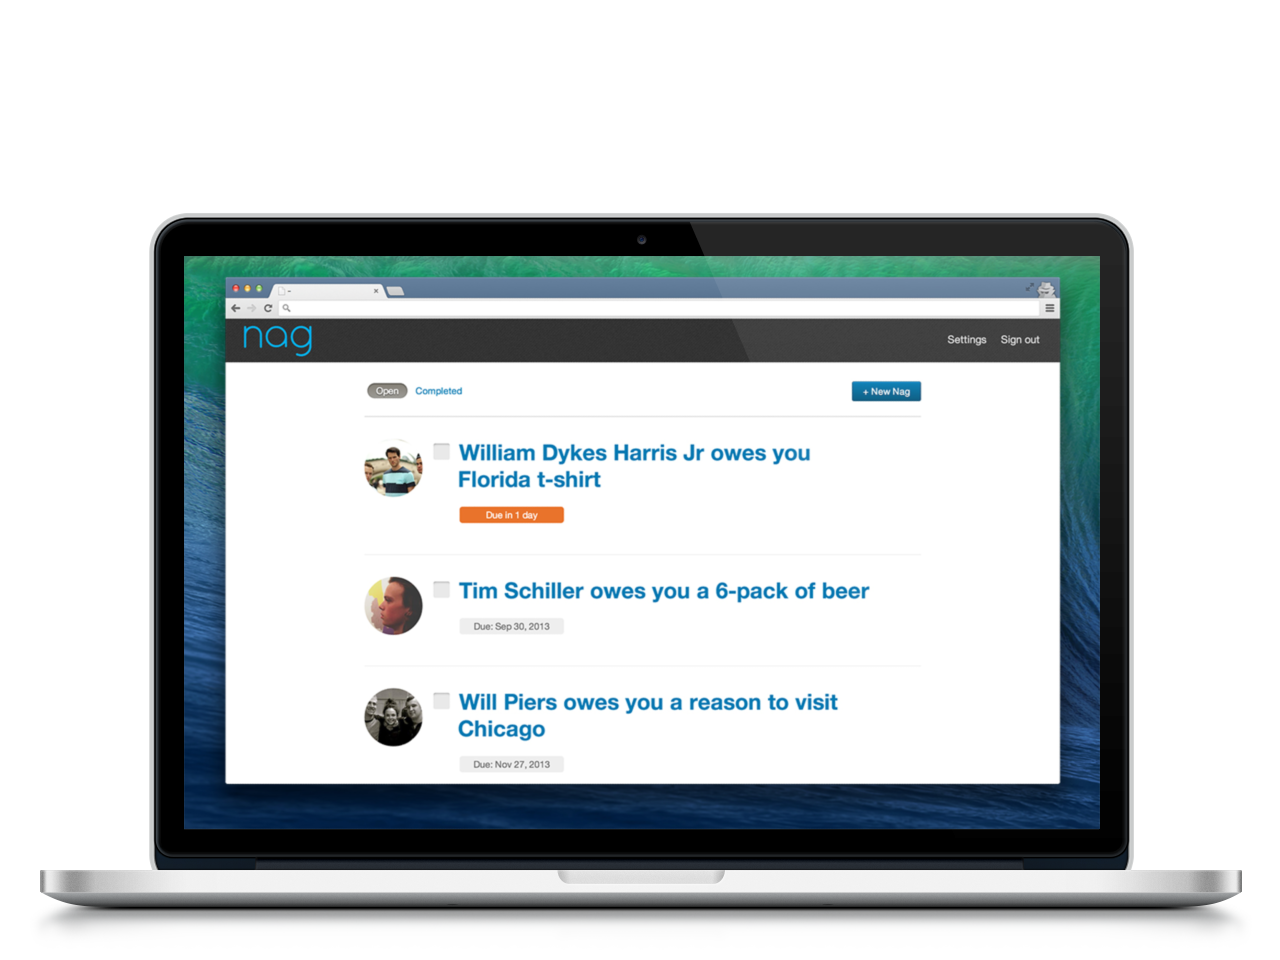 nag
Settings Sign out
Open Completed + New Nag
William Dykes Harris Jr owes you
Florida t-shirt
Due in 1 day
Tim Schiller owes you a 6-pack of beer
Due: Sep 30, 2013
Will Piers owes you a reason to visit
Chicago
Due: Nov 27, 2013